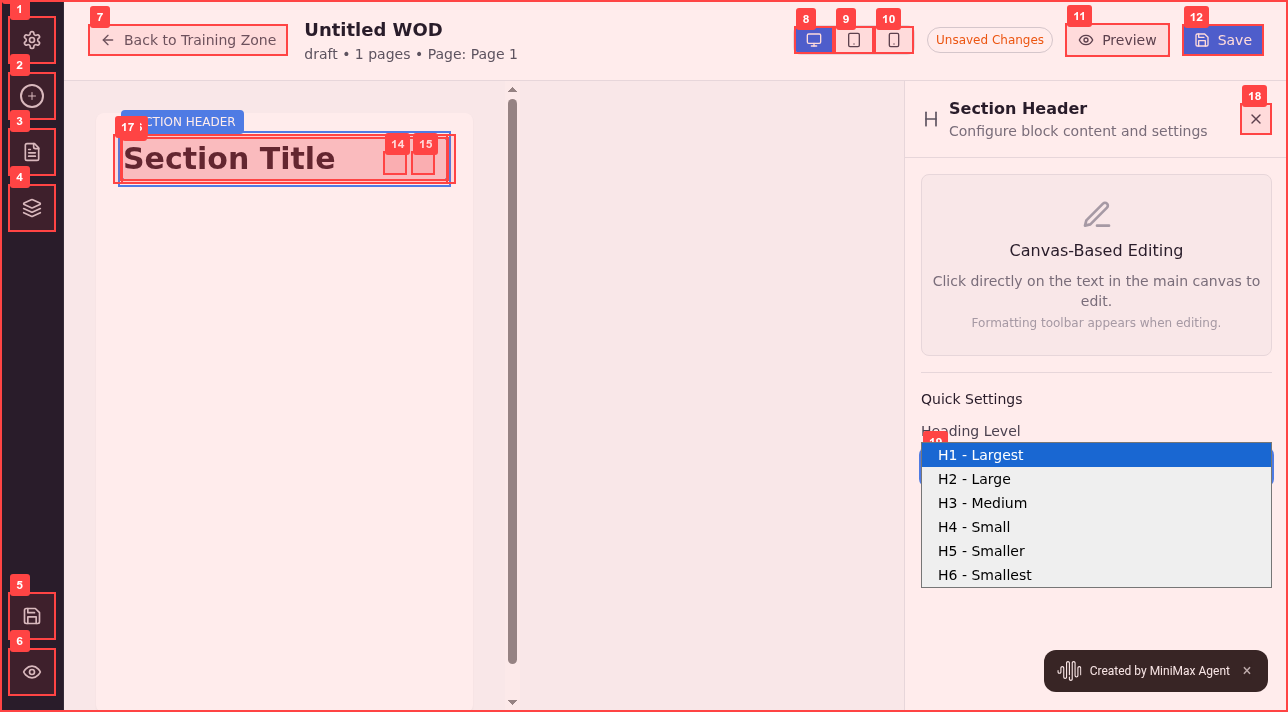 1
2
3
4
5
6
7
Back to Training Zone
Untitled WOD
draft • 1 pages • Page: Page 1
8
9
10
Unsaved Changes
11
Preview
12
Save
17
CTION HEADER
Section Title
14
15
18
Section Header
Configure block content and settings
Canvas-Based Editing
Click directly on the text in the main canvas to
edit.
Formatting toolbar appears when editing.
Quick Settings
Heading Level
H1 - Largest
H2 - Large
H3 - Medium
H4 - Small
H5 - Smaller
H6 - Smallest
Created by MiniMax Agent